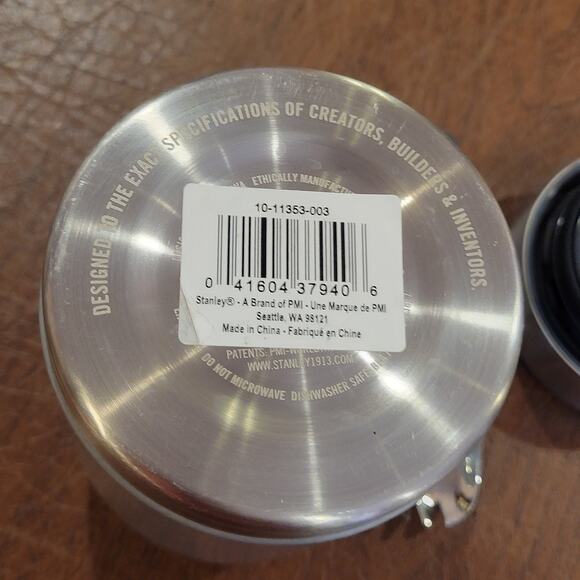 DESIGNED TO THE EXACT SPECIFICATIONS OF CREATORS, BUILDERS & INVENTORS.
ETHICALLY
10-11353-003
0 41604 37940 6
Stanley® - A Brand of PMI - Une Marque de PMI
Seattle, WA 98121
Made in China - Fabriqué en Chine
PATENTS: PMI-WORLDW
WWW.STANLEY1913.COM
DO NOT MICROWAVE DISHWASHER SAFE